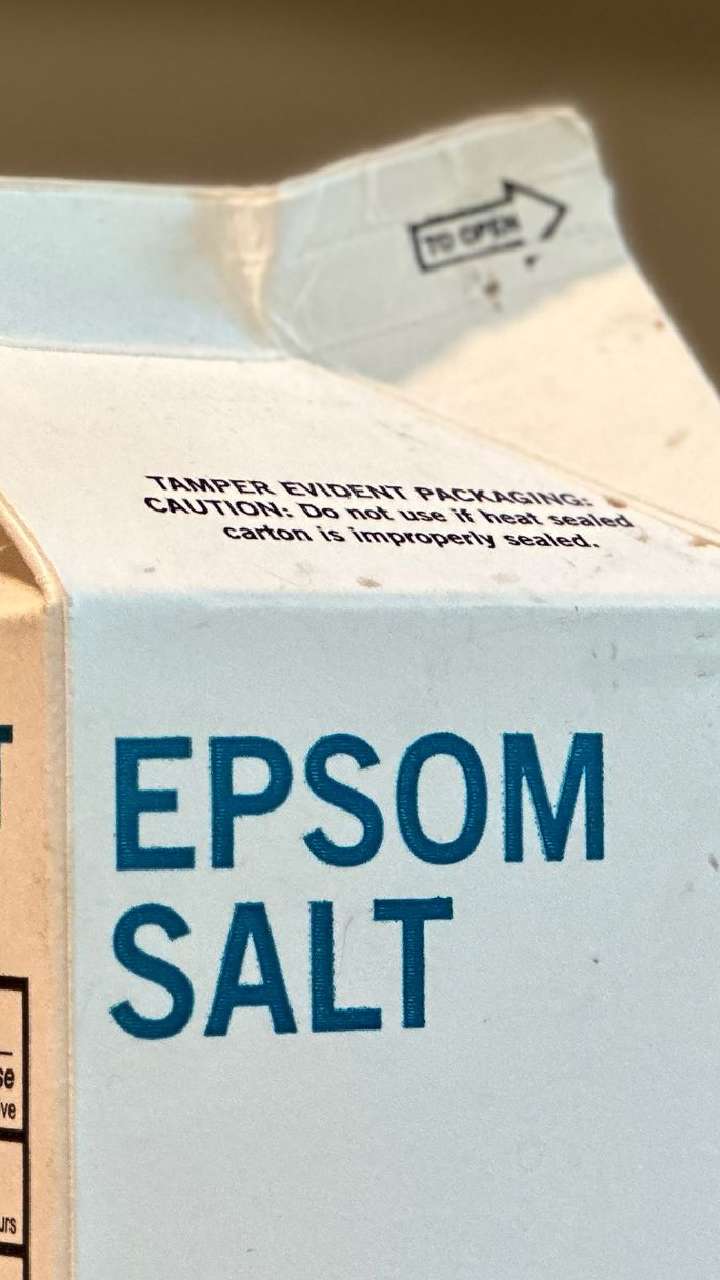 TO OPEN
TAMPER EVIDENT PACKAGING:
CAUTION: Do not use if heat sealed
carton is improperly sealed.
EPSOM
SALT